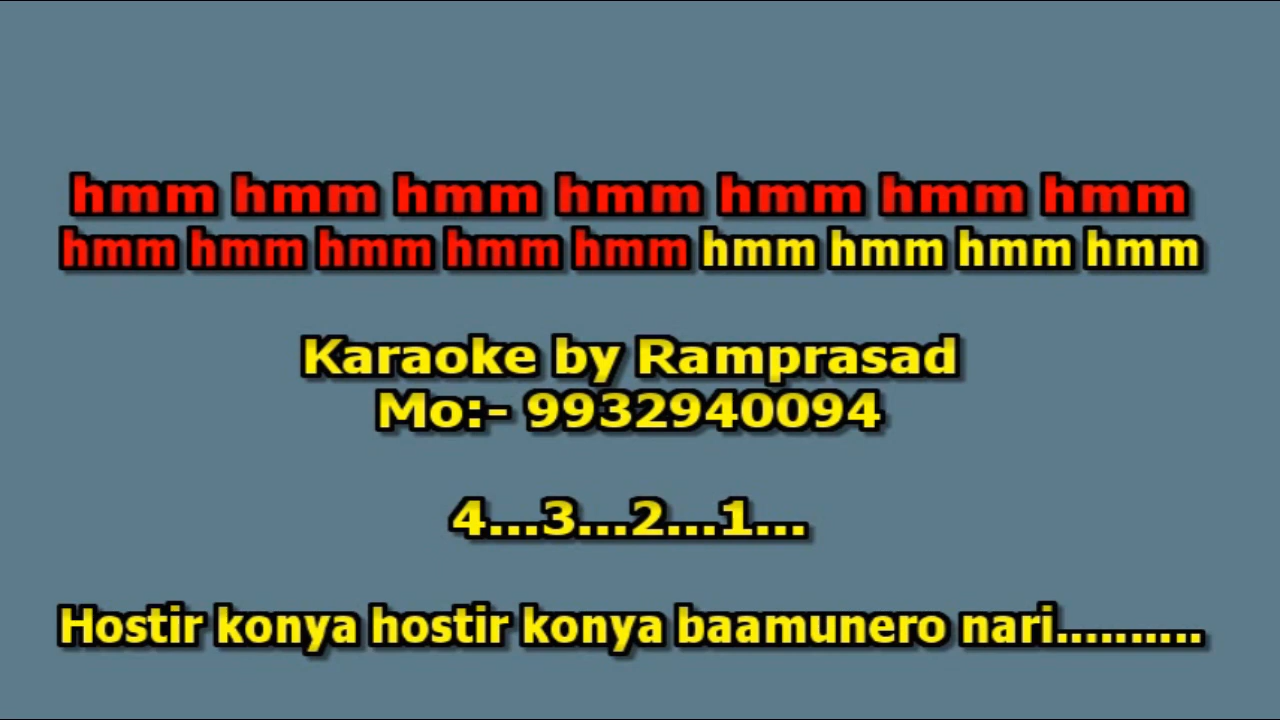 hmm hmm hmm hmm hmm hmm hmm
hmm hmm hmm hmm hmm hmm hmm hmm hmm
Karaoke by Ramprasad
Mo:- 9932940094
4...3...2...1...
Hostir konya hostir konya baamunero nari..........